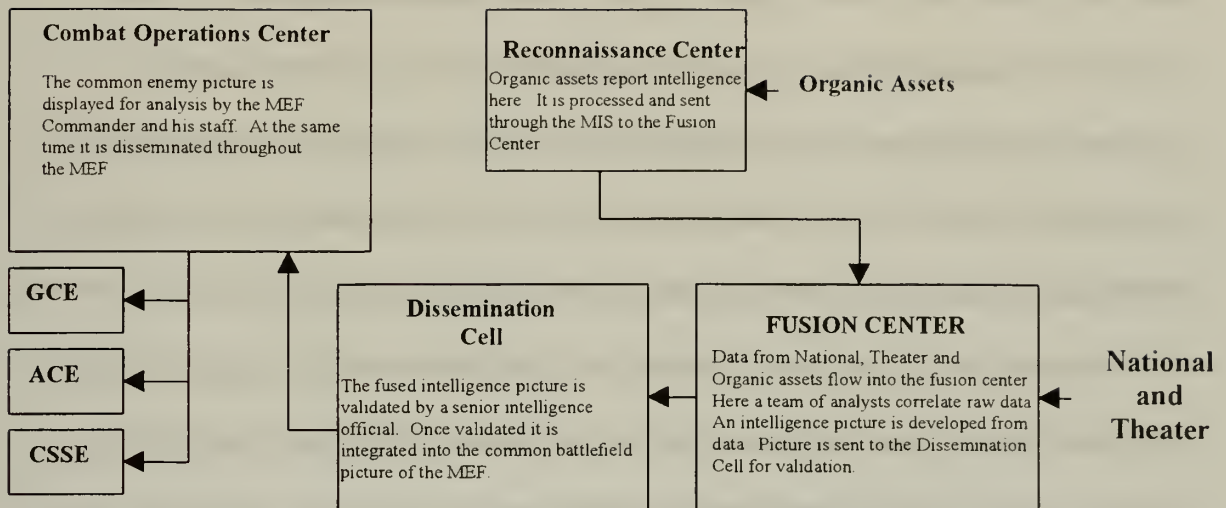 Combat Operations Center
The common enemy picture is
displayed for analysis by the MEF
Commander and his staff. At the same
time it is disseminated throughout
the MEF
Reconnaissance Center
Organic assets report intelligence
here It is processed and sent
through the MIS to the Fusion
Center
Organic Assets
GCE
ACE
CSSE
Dissemination
Cell
The fused intelligence picture is
validated by a senior intelligence
official. Once validated it is
integrated into the common battlefield
picture of the MEF.
FUSION CENTER
Data from National, Theater and
Organic assets flow into the fusion center
Here a team of analysts correlate raw data
An intelligence picture is developed from
data Picture is sent to the Dissemination
Cell for validation.
National
and
Theater